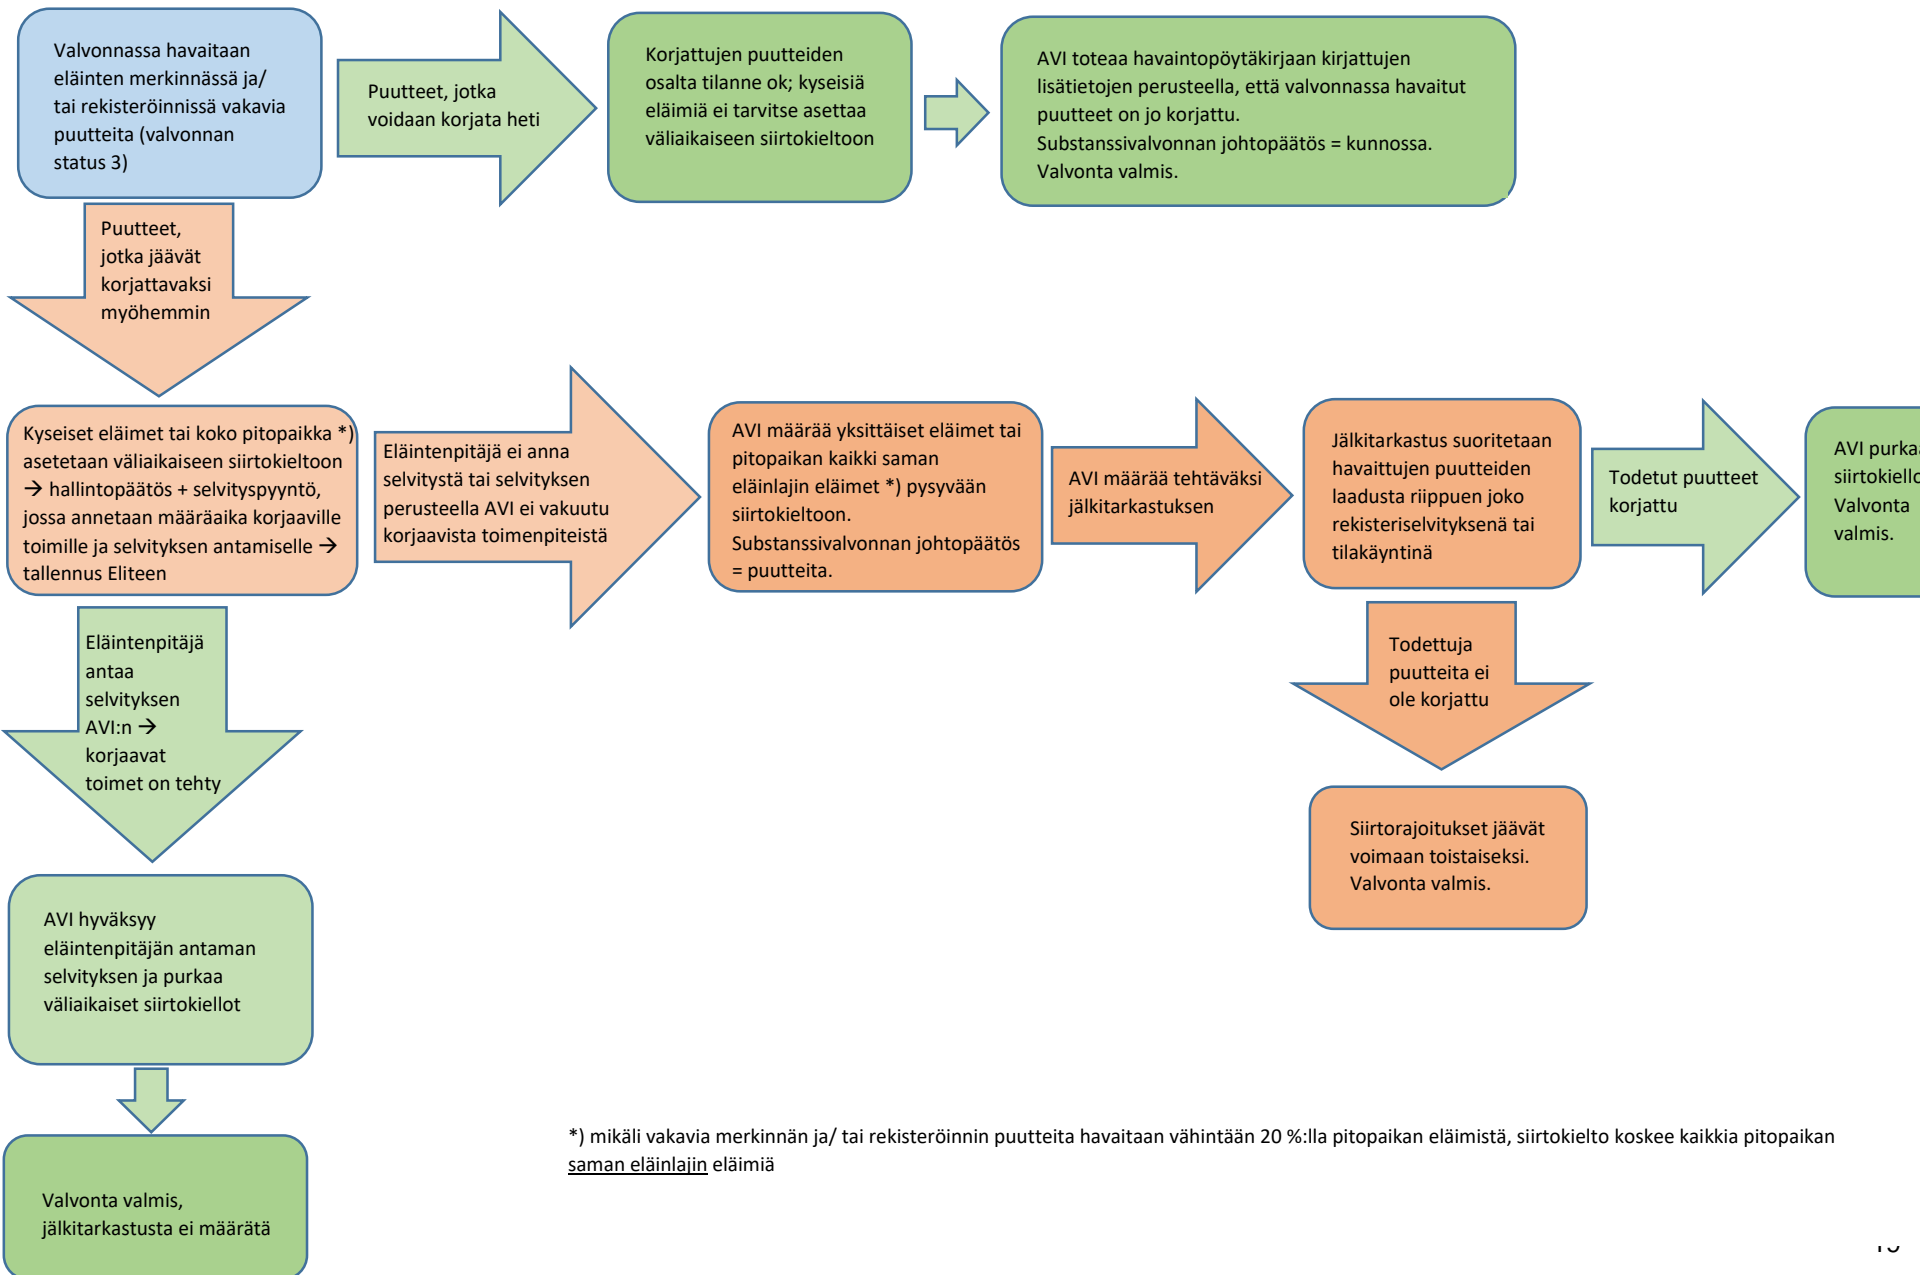 Valvonnassa havaitaan
eläinten merkinnässä ja/
tai rekisteröinnissä vakavia
puutteita (valvonnan
status 3)
Puutteet, jotka
voidaan korjata heti
Korjattujen puutteiden
osalta tilanne ok; kyseisiä
eläimiä ei tarvitse asettaa
väliaikaiseen siirtokieltoon
AVI toteaa havaintopöytäkirjaan kirjattujen
lisätietojen perusteella, että valvonnassa havaitut
puutteet on jo korjattu.
Substanssivalvonnan johtopäätös = kunnossa.
Valvonta valmis.
Puutteet,
jotka jäävät
korjattavaksi
myöhemmin
Kyseiset eläimet tai koko pitopaikka *)
asetetaan väliaikaiseen siirtokieltoon
→ hallintopäätös + selvityspyyntö,
jossa annetaan määräaika korjaaville
toimille ja selvityksen antamiselle →
tallennus Eliteen
Eläintenpitäjä ei anna
selvitystä tai selvityksen
perusteella AVI ei vakuutu
korjaavista toimenpiteistä
AVI määrää yksittäiset eläimet tai
pitopaikan kaikki saman
eläinlajin eläimet *) pysyvään
siirtokieltoon.
Substanssivalvonnan johtopäätös
= puutteita.
AVI määrää tehtäväksi
jälkitarkastuksen
Jälkitarkastus suoritetaan
havaittujen puutteiden
laadusta riippuen joko
rekisteriselvityksenä tai
tilakäyntinä
Todetut puutteet
korjattu
AVI
Valvonta
valmis.
Eläintenpitäjä
antaa
selvityksen
AVI:n →
korjaavat
toimet on tehty
Todettuja
puutteita ei
ole korjattu
Siirtorajoitukset jäävät
voimaan toistaiseksi.
Valvonta valmis.
AVI hyväksyy
eläintenpitäjän antaman
selvityksen ja purkaa
väliaikaiset siirtokiellot
Valvonta valmis,
jälkitarkastusta ei määrätä
*) mikäli vakavia merkinnän ja/ tai rekisteröinnin puutteita havaitaan vähintään 20 %:lla pitopaikan eläimistä, siirtokielto koskee kaikkia pitopaikan
saman eläinlajin eläimiä